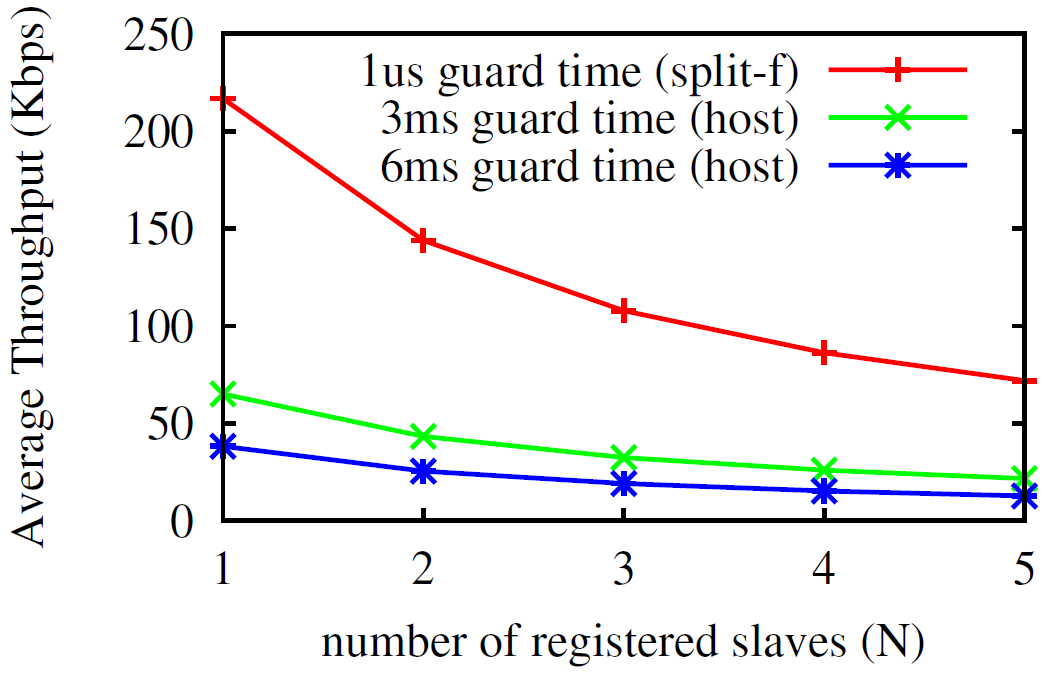 Average Throughput (Kbps)
250
200
150
100
50
0
1us guard time (split-f)
3ms guard time (host)
6ms guard time (host)
1 2 3 4 5
number of registered slaves (N)